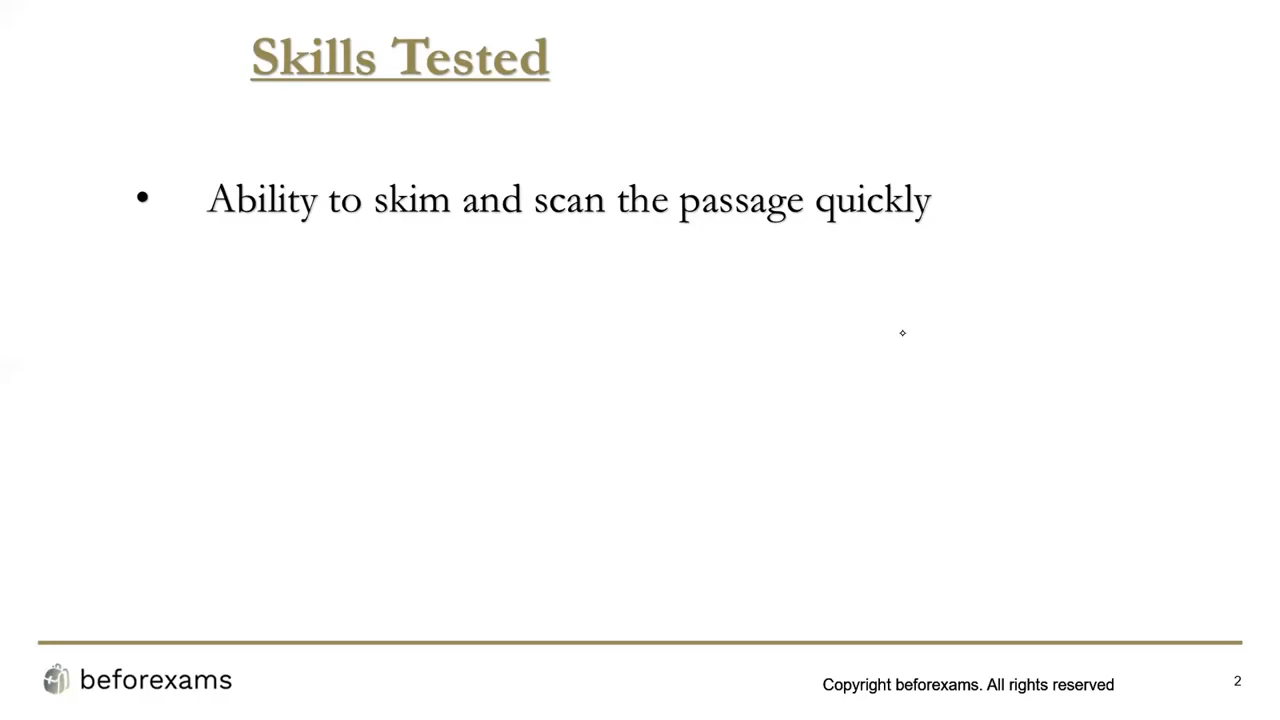 Skills Tested
• Ability to skim and scan the passage quickly
beforexams
Copyright beforexams. All rights reserved
2